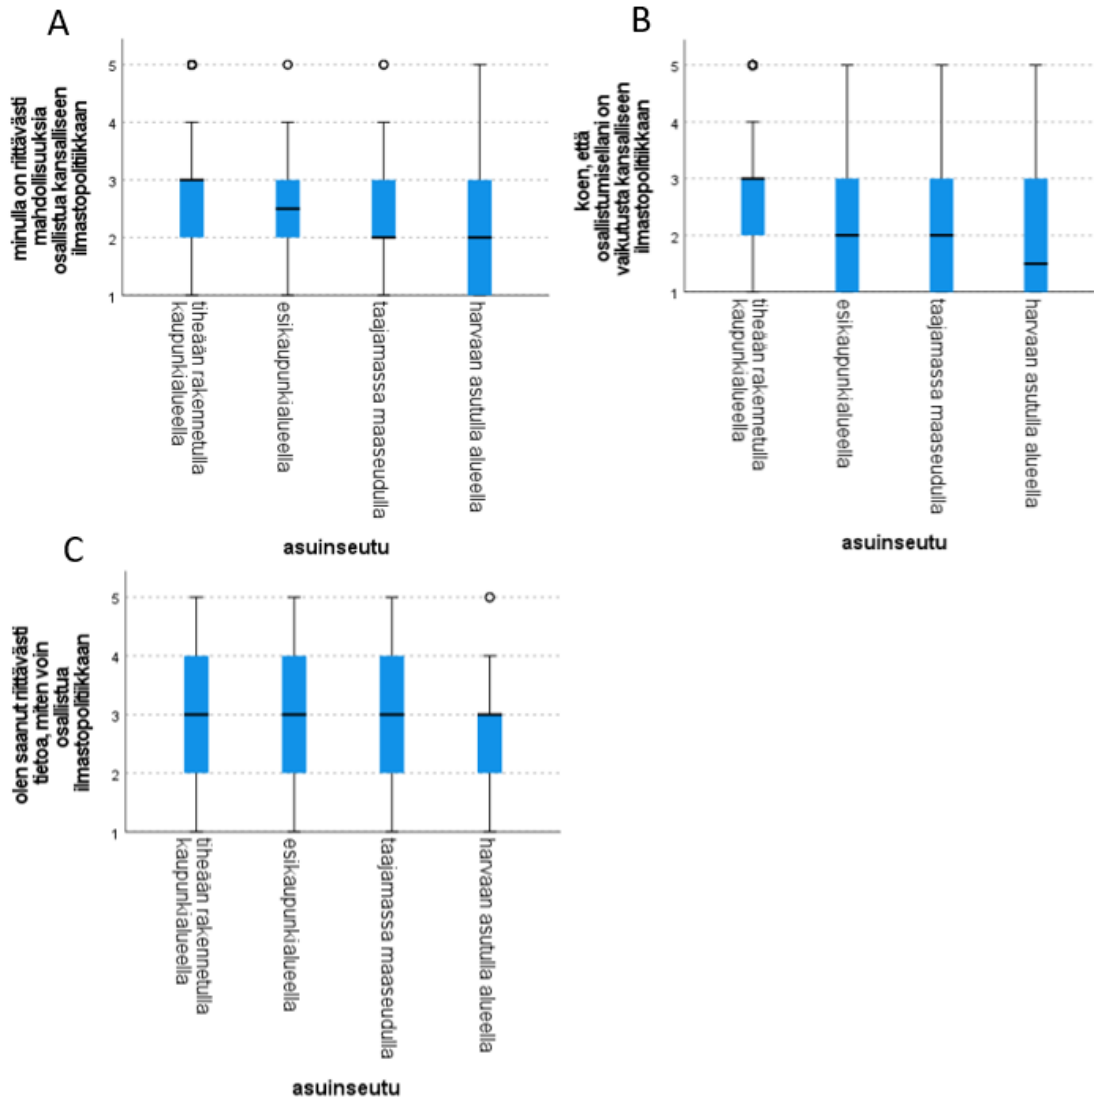 A
minulla on riittävästi
mahdollisuuksia
osallistua kansalliseen
ilmastopolitiikkaan
5
4
3
2
1
tiheään rakennetulla
kaupunkialueella
esikaupunkialueella
taajamassa maaseudulla
harvaan asutulla alueella
asuinseutu
B
koen, että
osallistumisellani on
vaikutusta kansalliseen
ilmastopolitiikkaan
5
4
3
2
1
tiheään rakennetulla
kaupunkialueella
esikaupunkialueella
taajamassa maaseudulla
harvaan asutulla alueella
asuinseutu
C
olen saanut riittävästi
tietoa, miten voin
osallistua
ilmastopolitiikkaan
5
4
3
2
1
tiheään rakennetulla
kaupunkialueella
esikaupunkialueella
taajamassa maaseudulla
harvaan asutulla alueella
asuinseutu